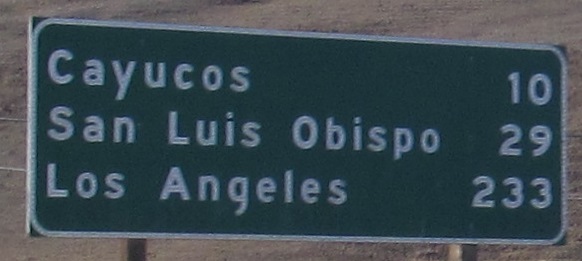 Cayucos 10
San Luis Obispo 29
Los Angeles 233